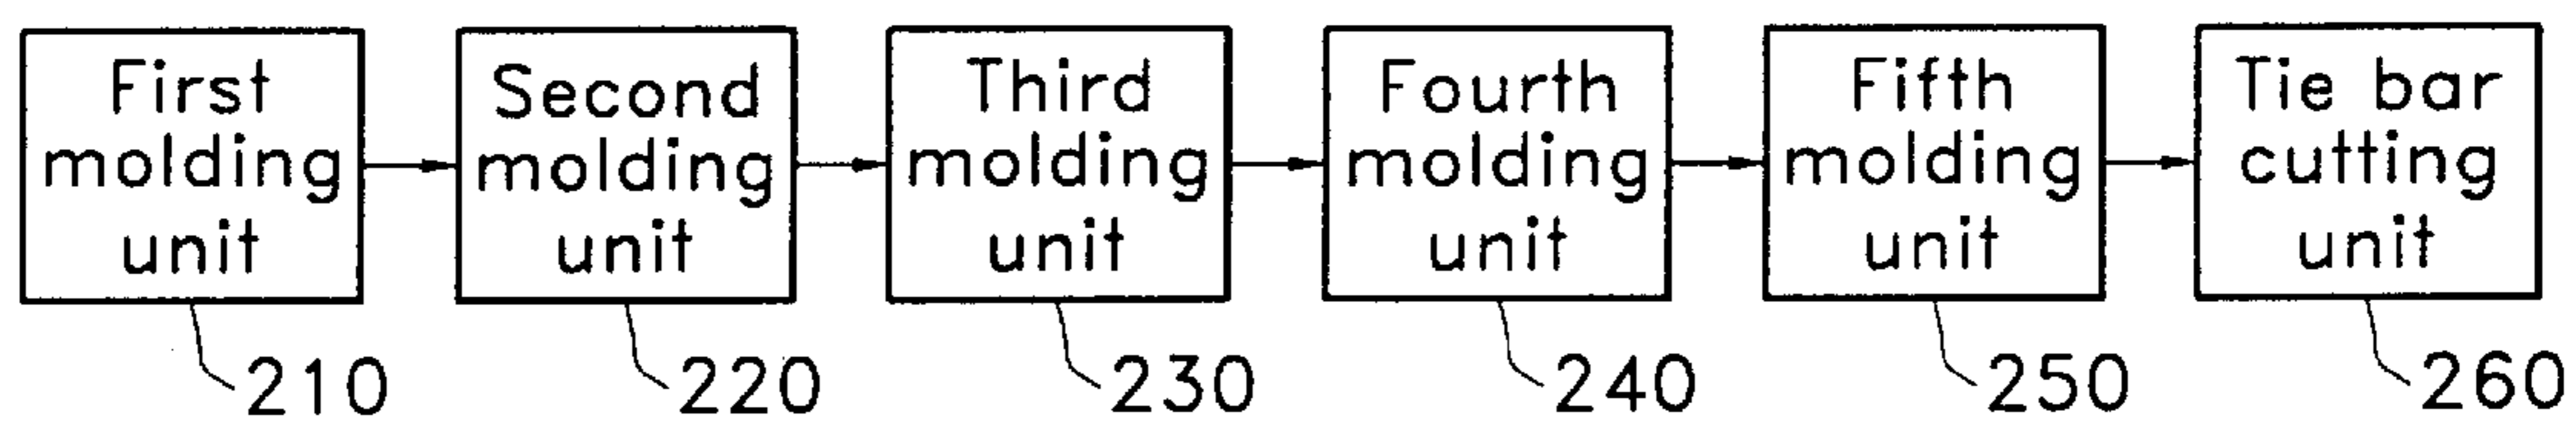 First
molding
unit
Second
molding
unit
Third
molding
unit
Fourth
molding
unit
Fifth
molding
unit
Tie bar
cutting
unit
210
220
230
240
250
260